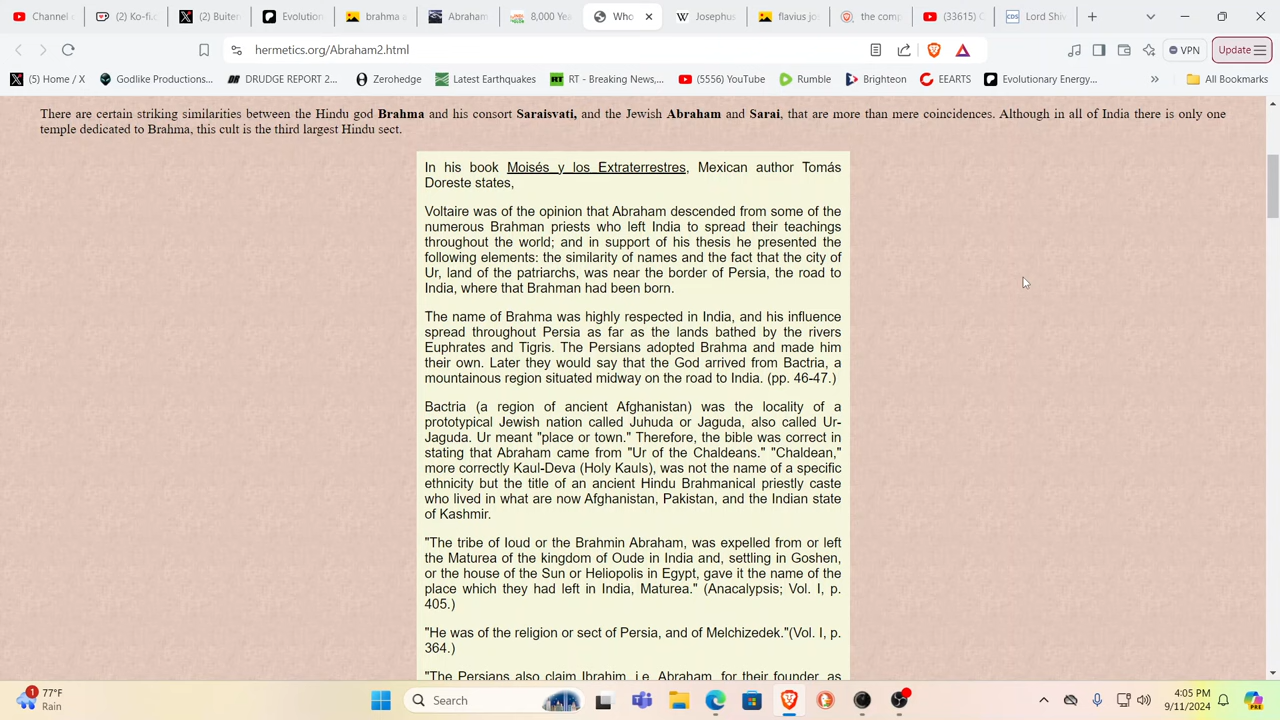 Channel
(2) Ko-fi.c
(2) Buiten
Evolution
brahma a
Abraham
8,000 Yea
Who
Josephus
flavius jo
the comp
(33615) C
Lord Shiv
hermetics.org/Abraham2.html
VPN
Update
(5) Home / X
Godlike Productions...
DRUDGE REPORT 2...
Zerohedge
Latest Earthquakes
RT - Breaking News,...
(5555) YouTube
Rumble
Brighteon
EEARTS
Evolutionary Energy...
All Bookmarks
There are certain striking similarities between the Hindu god Brahma and his consort Saraisvati, and the Jewish Abraham and Sarai, that are more than mere coincidences. Although in all of India there is only one
temple dedicated to Brahma, this cult is the third largest Hindu sect.
In his book Moisés y los Extraterrestres, Mexican author Tomás
Doreste states,
Voltaire was of the opinion that Abraham descended from some of the
numerous Brahman priests who left India to spread their teachings
throughout the world; and in support of his thesis he presented the
following elements: the similarity of names and the fact that the city of
Ur, land of the patriarchs, was near the border of Persia, the road to
India, where that Brahman had been born.
The name of Brahma was highly respected in India, and his influence
spread throughout Persia as far as the lands bathed by the rivers
Euphrates and Tigris. The Persians adopted Brahma and made him
their own. Later they would say that the God arrived from Bactria, a
mountainous region situated midway on the road to India. (pp. 46-47.)
Bactria (a region of ancient Afghanistan) was the locality of a
prototypical Jewish nation called Juhuda or Jaguda, also called Ur-
Jaguda. Ur meant "place or town." Therefore, the bible was correct in
stating that Abraham came from "Ur of the Chaldeans." "Chaldean,"
more correctly Kaul-Deva (Holy Kauls), was not the name of a specific
ethnicity but the title of an ancient Hindu Brahmanical priestly caste
who lived in what are now Afghanistan, Pakistan, and the Indian state
of Kashmir.
"The tribe of Ioud or the Brahmin Abraham, was expelled from or left
the Maturea of the kingdom of Oude in India and, settling in Goshen,
or the house of the Sun or Heliopolis in Egypt, gave it the name of the
place which they had left in India, Maturea." (Anacalypsis; Vol. I, p.
405.)
"He was of the religion or sect of Persia, and of Melchizedek."(Vol. I, p.
364.)
"The Persians also claim Ibrahim, i.e. Abraham, for their founder, as
1
77°F
Rain
Search
4:05 PM
9/11/2024